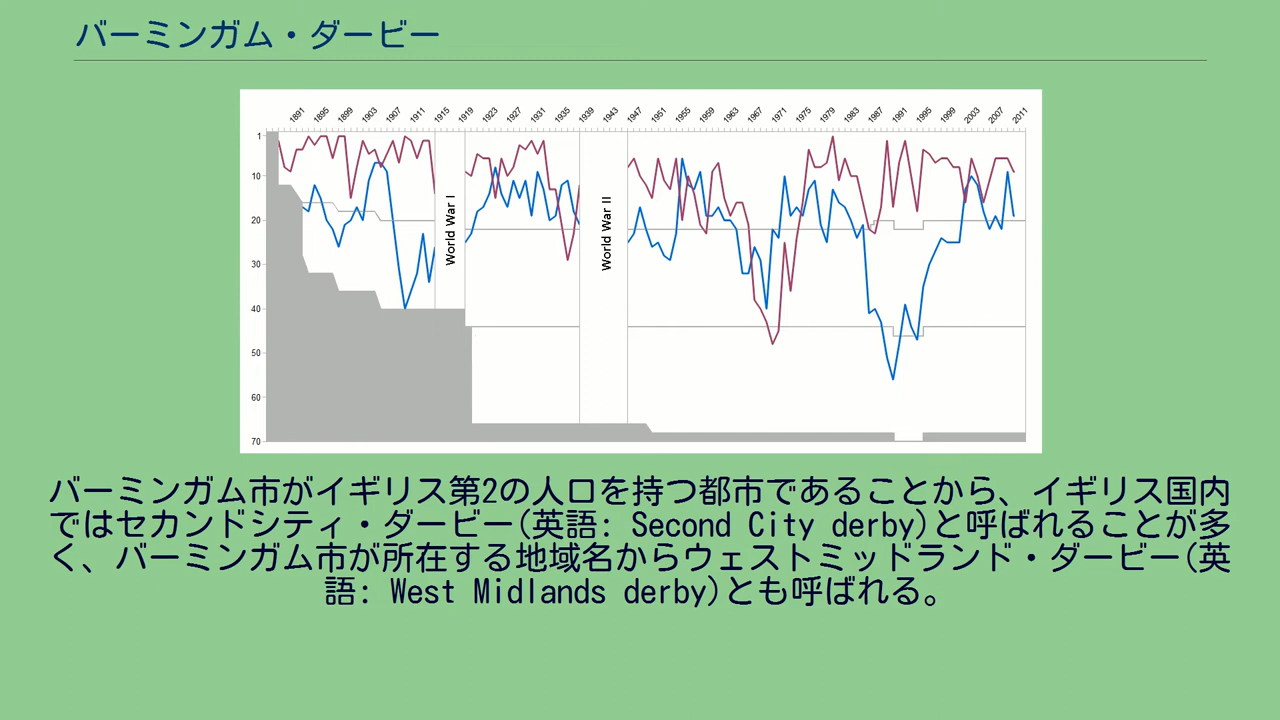 バーミンガム・ダービー
1891 1895 1899 1903 1907 1911 1915 1919 1923 1927 1931 1935 1939 1943 1947 1951 1955 1959 1963 1967 1971 1975 1979 1983 1987 1991 1995 1999 2003 2007 2011
1
10
20
30
40
50
60
70
World War I
World War II
バーミンガム市がイギリス第2の人口を持つ都市であることから、イギリス国内
ではセカンドシティ・ダービー(英語: Second City derby)と呼ばれることが多
く、バーミンガム市が所在する地域名からウェストミッドランド・ダービー(英
語: West Midlands derby)とも呼ばれる。